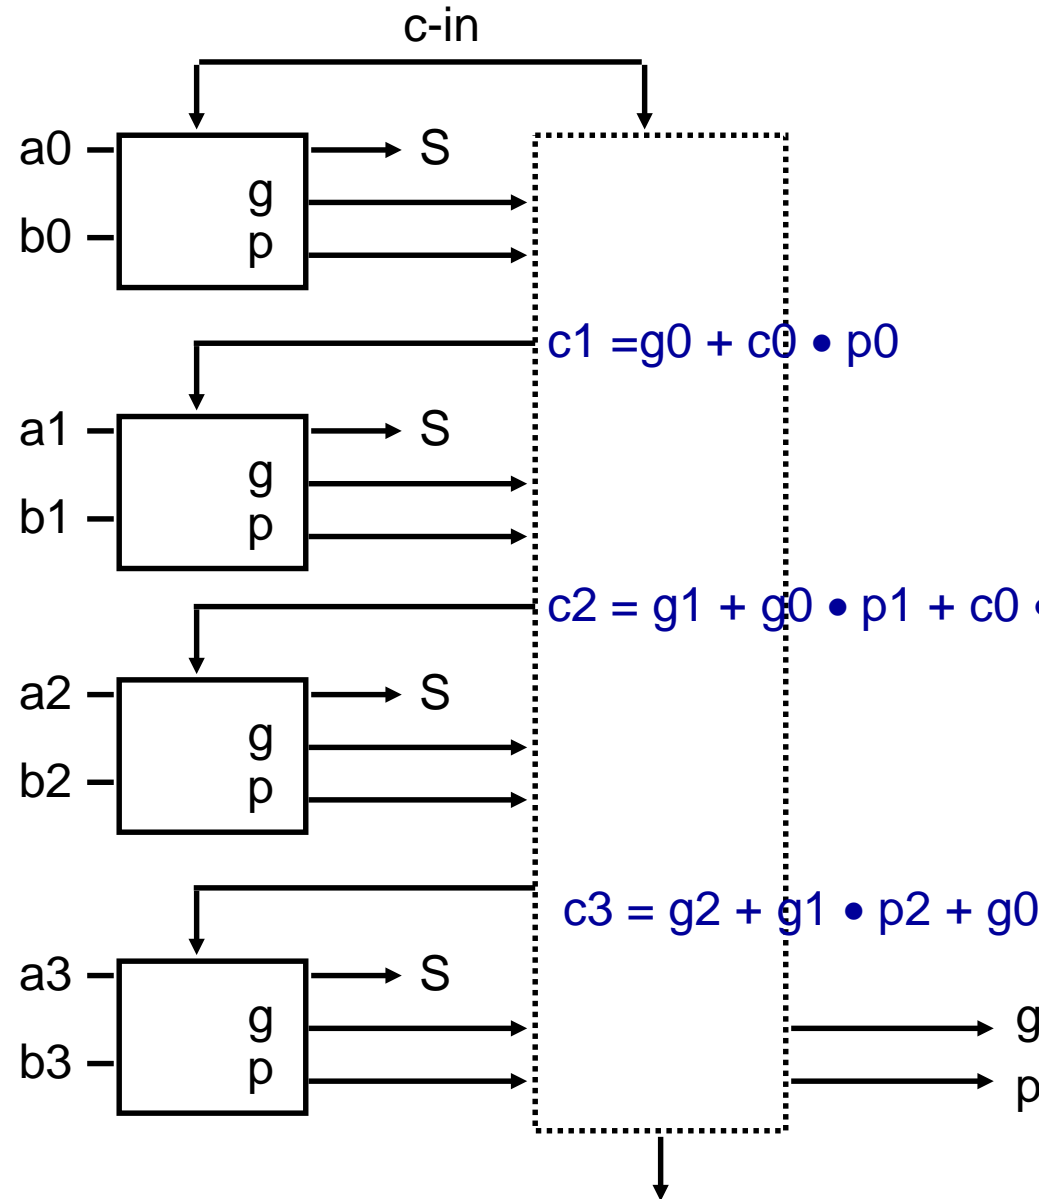 c-in
a0
S
g
b0
p
c1 =g0 + c0 • p0
a1
S
g
b1
p
c2 = g1 + g0 • p1 + c0 •
a2
S
g
b2
p
c3 = g2 + g1 • p2 + g0
a3
S
g
g
b3
p
p